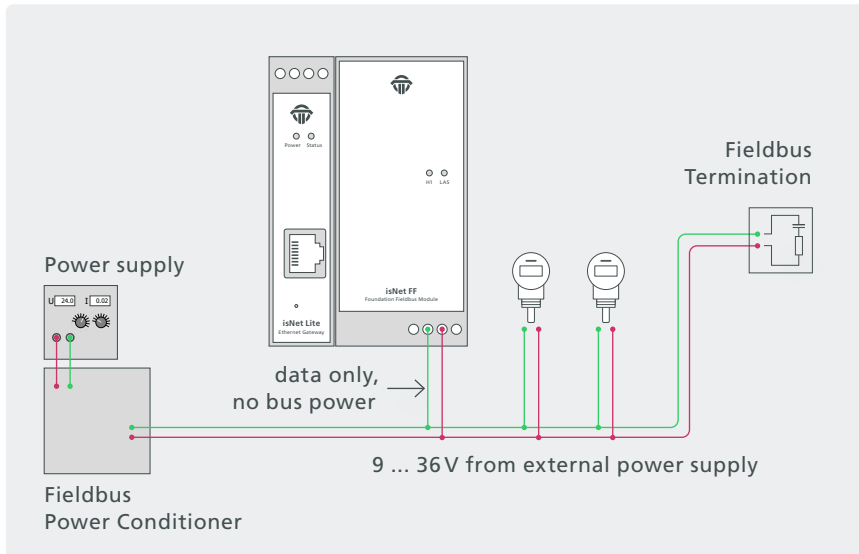 Power Status
H1 LAS
isNet Lite
Ethernet Gateway
isNet FF
Foundation Fieldbus Module
Fieldbus
Termination
Power supply
U 24.0 I 0.02
data only,
no bus power
9 ... 36 V from external power supply
Fieldbus
Power Conditioner